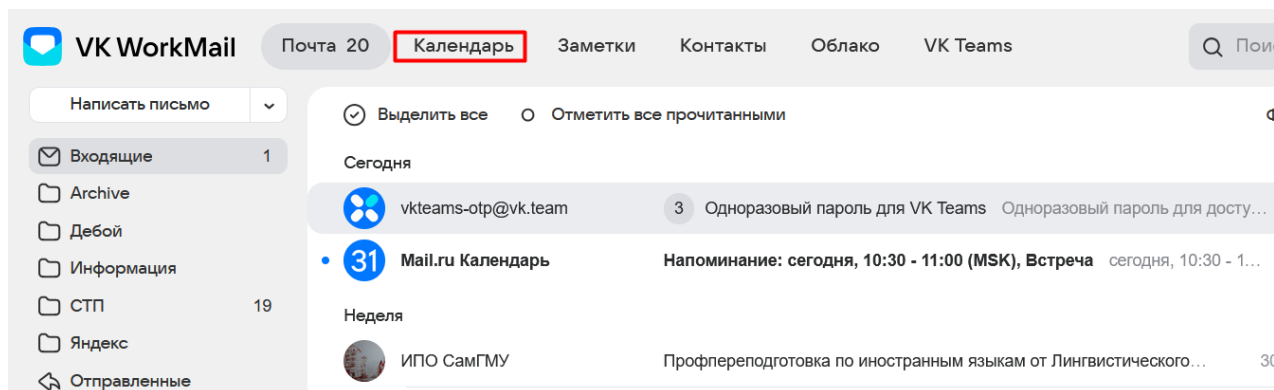 VK WorkMail
Почта 20 Календарь Заметки Контакты Облако VK Teams
Написать письмо
Выделить все Отметить все прочитанными
Входящие 1
Сегодня
Archive
vkteams-otp@vk.team 3 Одноразовый пароль для VK Teams Одноразовый пароль для досту...
Дебой
31 Mail.ru Календарь Напоминание: сегодня, 10:30 - 11:00 (MSK), Встреча сегодня, 10:30 - 1...
Информация
СТП 19
Неделя
Яндекс
ИПО СамГМУ Профпереподготовка по иностранным языкам от Лингвистического... 30
Отправленные